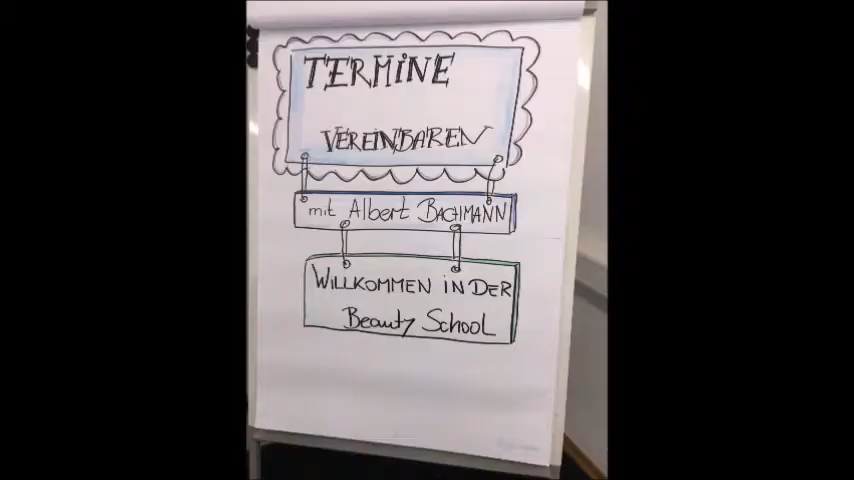 TERMiNE
VEREiNBAREN
mit Albert BACHMANN
WILLKOMMEN iN DER
Beauty School